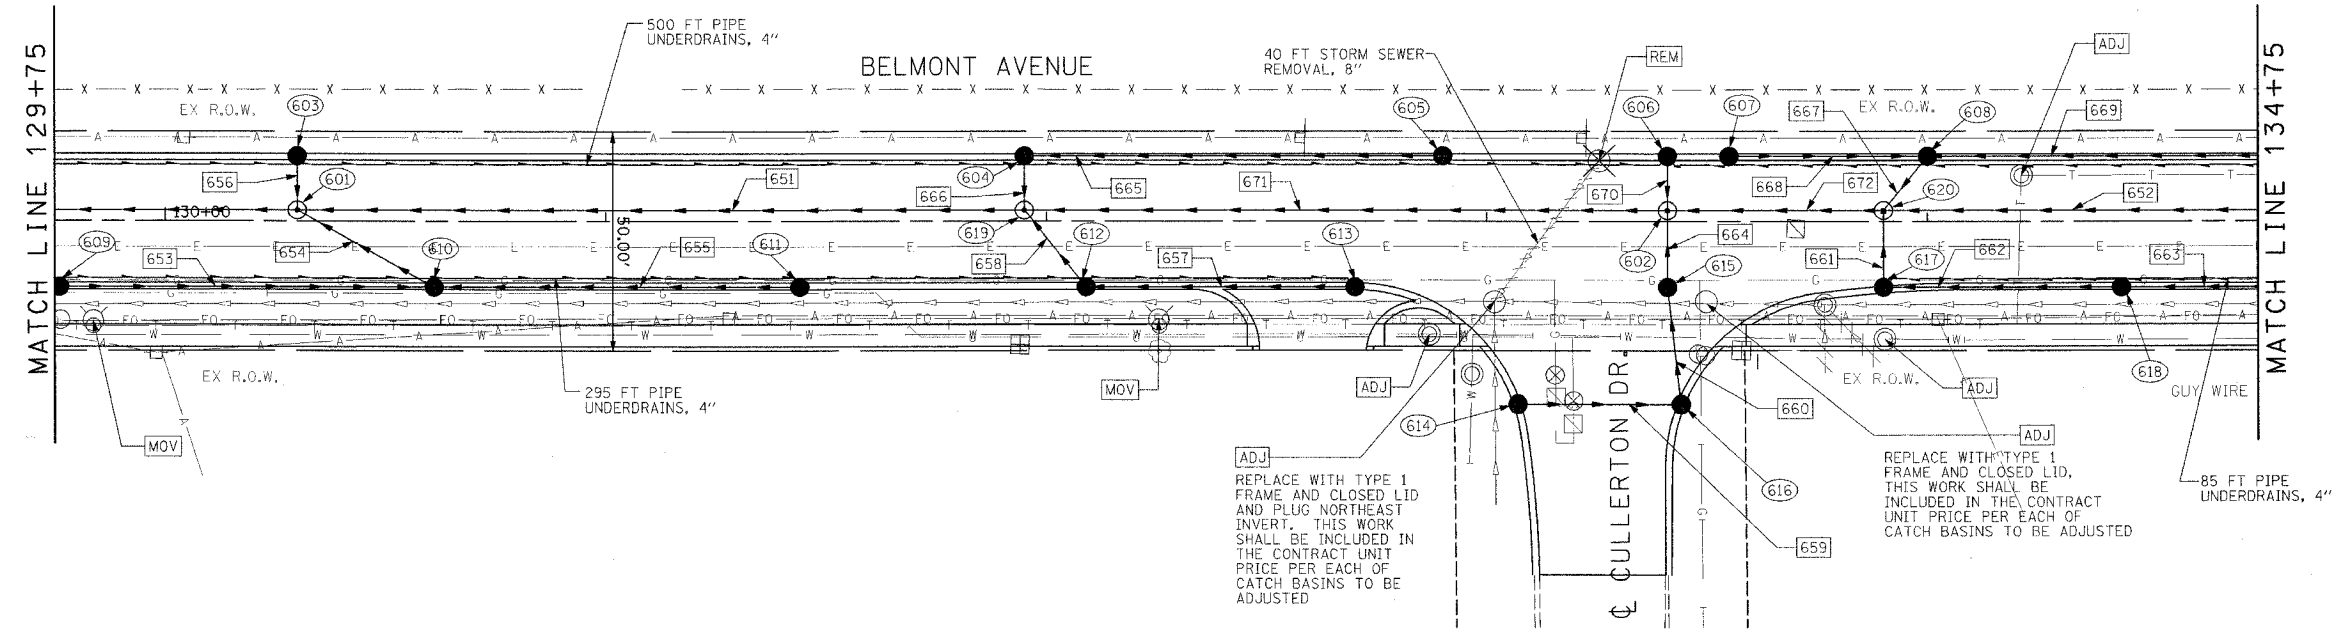 MATCH LINE 129+75
MATCH LINE 134+75
BELMONT AVENUE
500 FT PIPE
UNDERDRAINS, 4"
40 FT STORM SEWER
REMOVAL, 8"
REM
ADJ
EX R.O.W.
603
605
606
607
667
EX R.O.W.
608
669
656
601
604
665
651
666
671
670
668
672
620
652
130+00
50.00'
609
653
654
610
655
611
619
612
658
657
613
664
602
615
661
617
662
663
MOV
EX R.O.W.
295 FT PIPE
UNDERDRAINS, 4"
MOV
ADJ
614
EX R.O.W.
ADJ
618
GUY WIRE
660
616
659
℄ CULLERTON DR.
ADJ
REPLACE WITH TYPE 1
FRAME AND CLOSED LID
AND PLUG NORTHEAST
INVERT. THIS WORK
SHALL BE INCLUDED IN
THE CONTRACT UNIT
PRICE PER EACH OF
CATCH BASINS TO BE
ADJUSTED
ADJ
REPLACE WITH TYPE 1
FRAME AND CLOSED LID,
THIS WORK SHALL BE
INCLUDED IN THE CONTRACT
UNIT PRICE PER EACH OF
CATCH BASINS TO BE ADJUSTED
85 FT PIPE
UNDERDRAINS, 4"